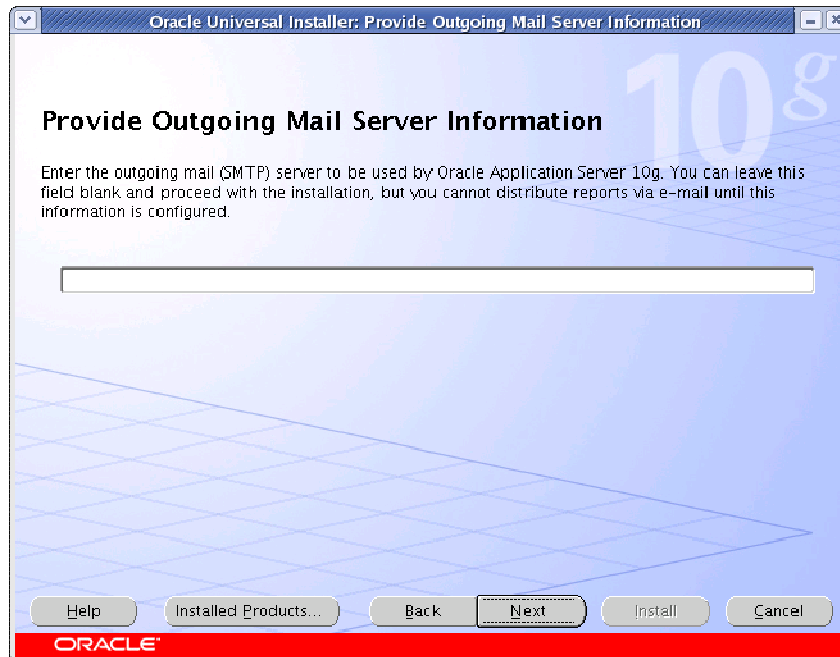 Oracle Universal Installer: Provide Outgoing Mail Server Information
10g
Provide Outgoing Mail Server Information
Enter the outgoing mail (SMTP) server to be used by Oracle Application Server 10g. You can leave this
field blank and proceed with the installation, but you cannot distribute reports via e-mail until this
information is configured.
Help Installed Products... Back Next Install Cancel
ORACLE